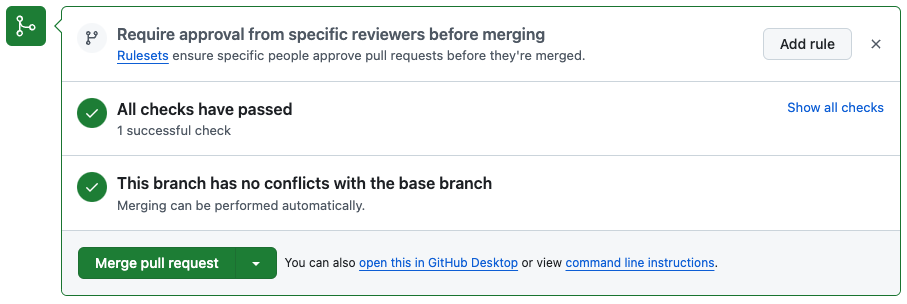 Require approval from specific reviewers before merging
Rulesets ensure specific people approve pull requests before they're merged.
Add rule
All checks have passed
1 successful check
Show all checks
This branch has no conflicts with the base branch
Merging can be performed automatically.
Merge pull request
You can also open this in GitHub Desktop or view command line instructions.